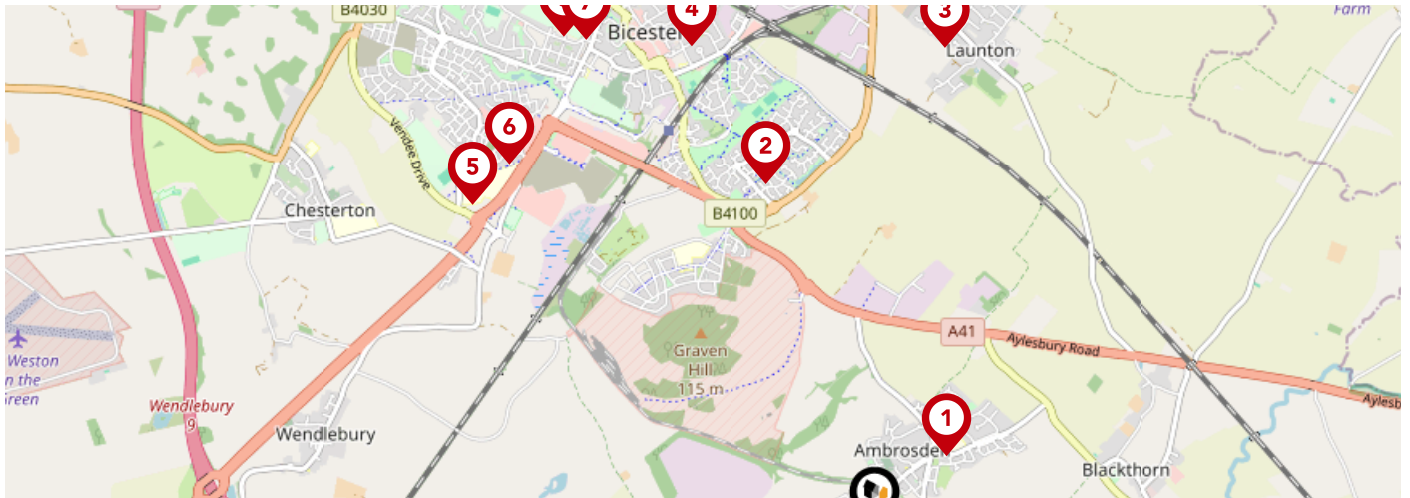 B4030
7
4
3
Farm
Bicester
Launton
Vendee Drive
6
2
5
Chesterton
B4100
A41
Aylesbury Road
Graven
Hill
115 m
Weston
n the
Green
Wendlebury
9
1
Aylesb
Wendlebury
Ambrosden
Blackthorn